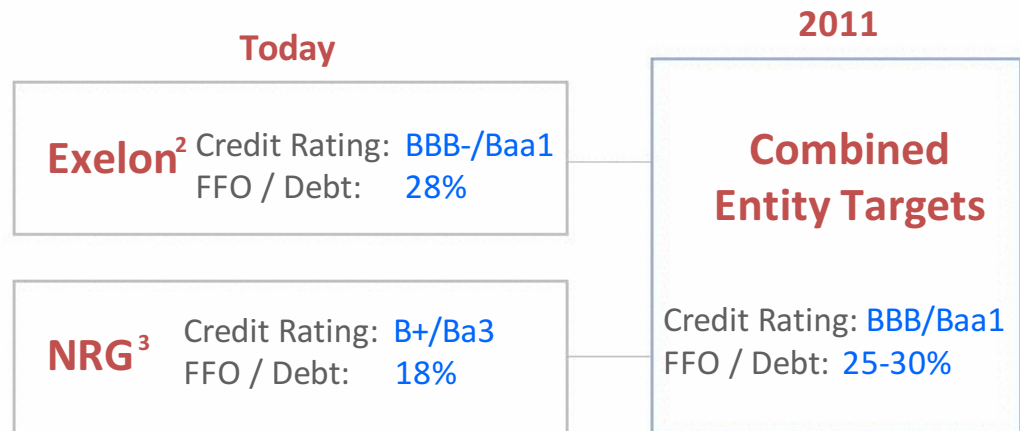 Today
2011
Exelon² Credit Rating: BBB-/Baa1
FFO / Debt: 28%
NRG³ Credit Rating: B+/Ba3
FFO / Debt: 18%
Combined
Entity Targets
Credit Rating: BBB/Baa1
FFO / Debt: 25-30%